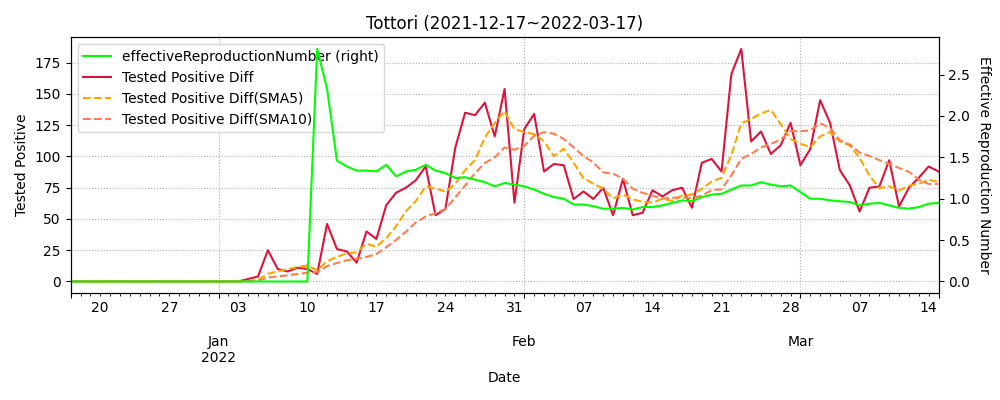 Tottori (2021-12-17~2022-03-17)
effectiveReproductionNumber (right)
Tested Positive Diff
Tested Positive Diff(SMA5)
Tested Positive Diff(SMA10)
Tested Positive
175
150
125
100
75
50
25
0
Effective Reproduction Number
2.5
2.0
1.5
1.0
0.5
0.0
20 27 03 10 17 24 31 07 14 21 28 07 14
Jan Feb Mar
2022
Date